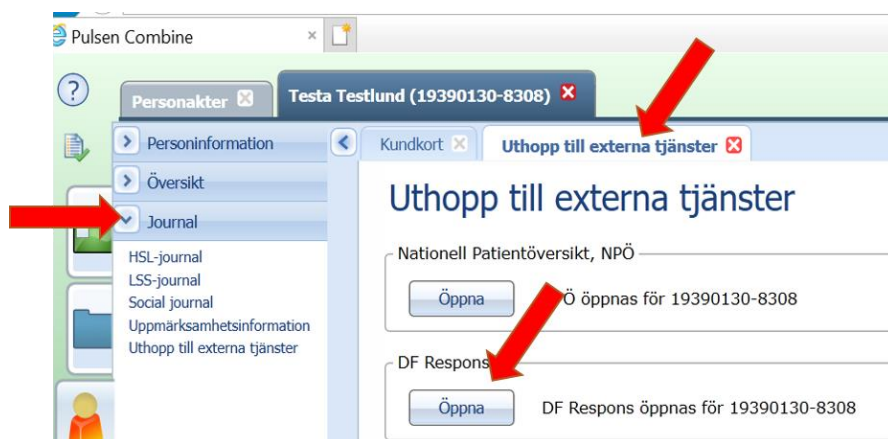 Pulsen Combine
?
Personakter
Testa Testlund (19390130-8308)
Personinformation
Översikt
Journal
HSL-journal
LSS-journal
Social journal
Uppmärksamhetsinformation
Uthopp till externa tjänster
Kundkort
Uthopp till externa tjänster
Uthopp till externa tjänster
Nationell Patientöversikt, NPÖ
Öppna
Ö öppnas för 19390130-8308
DF Respons
Öppna
DF Respons öppnas för 19390130-8308